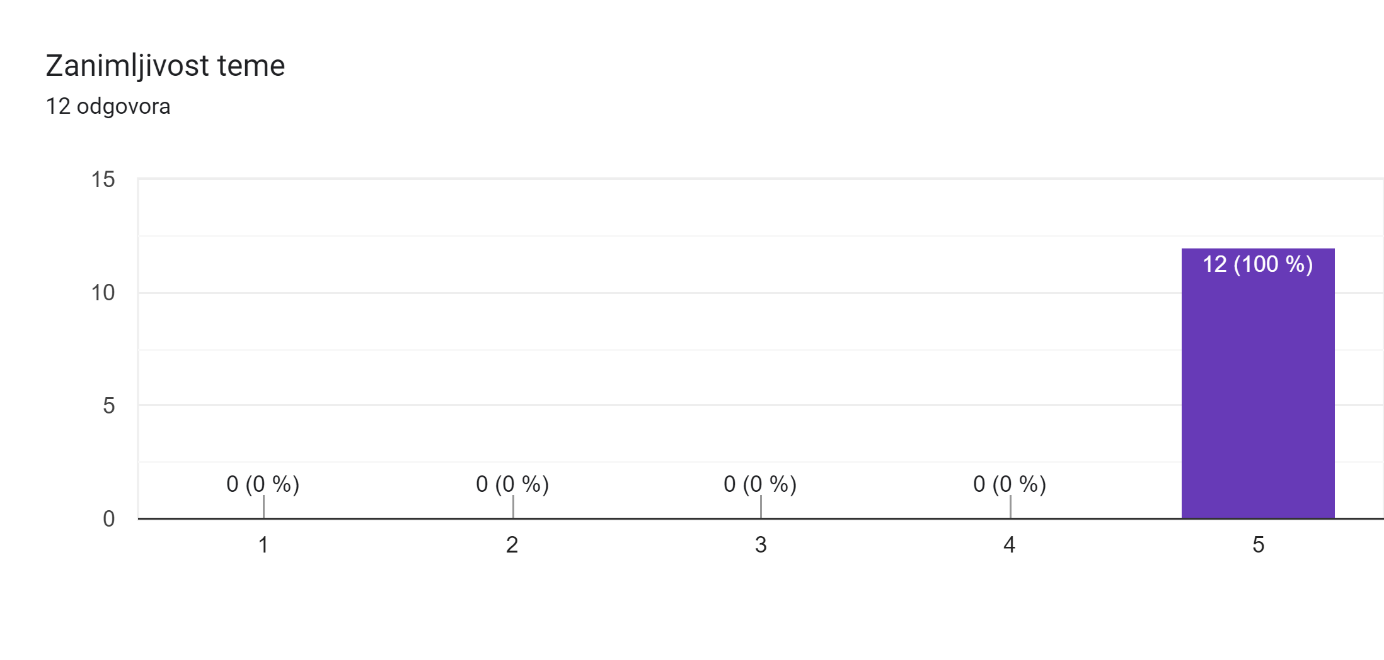 Zanimljivost teme
12 odgovora
15
10
5
0
0 (0 %)
0 (0 %)
0 (0 %)
0 (0 %)
12 (100 %)
1 2 3 4 5